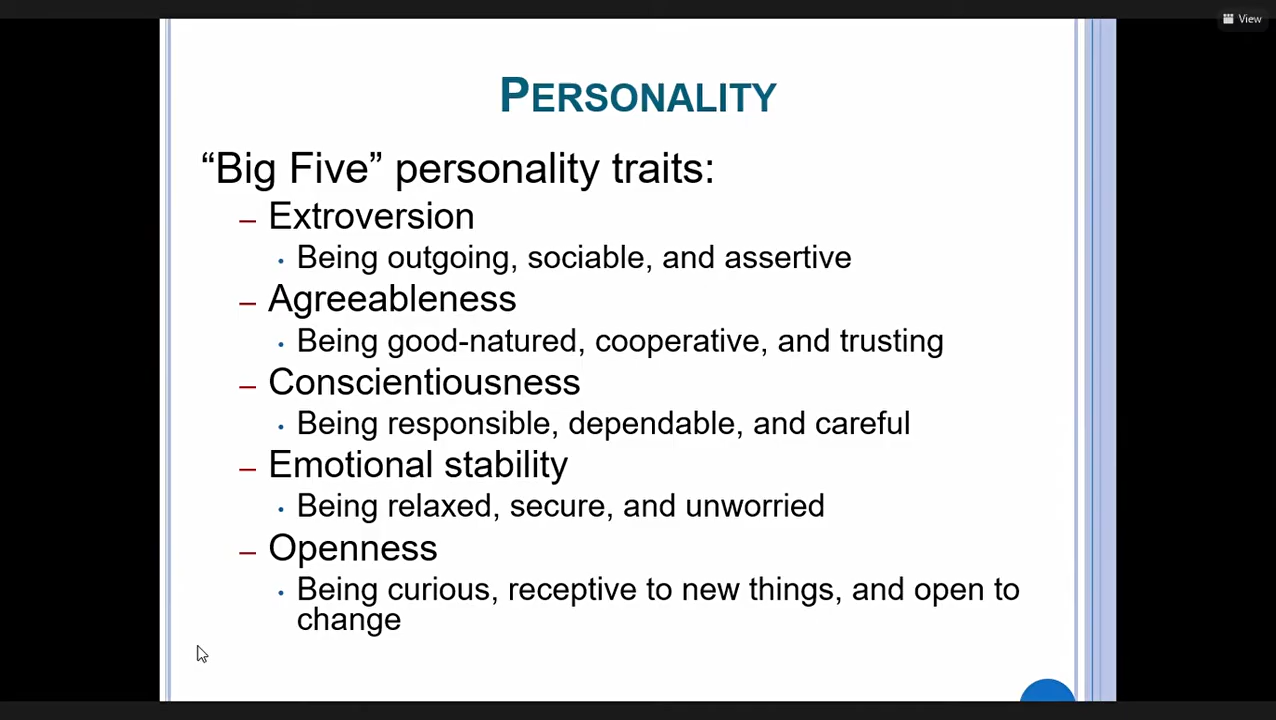 View
PERSONALITY
“Big Five” personality traits:
– Extroversion
• Being outgoing, sociable, and assertive
– Agreeableness
• Being good-natured, cooperative, and trusting
– Conscientiousness
• Being responsible, dependable, and careful
– Emotional stability
• Being relaxed, secure, and unworried
– Openness
• Being curious, receptive to new things, and open to
change